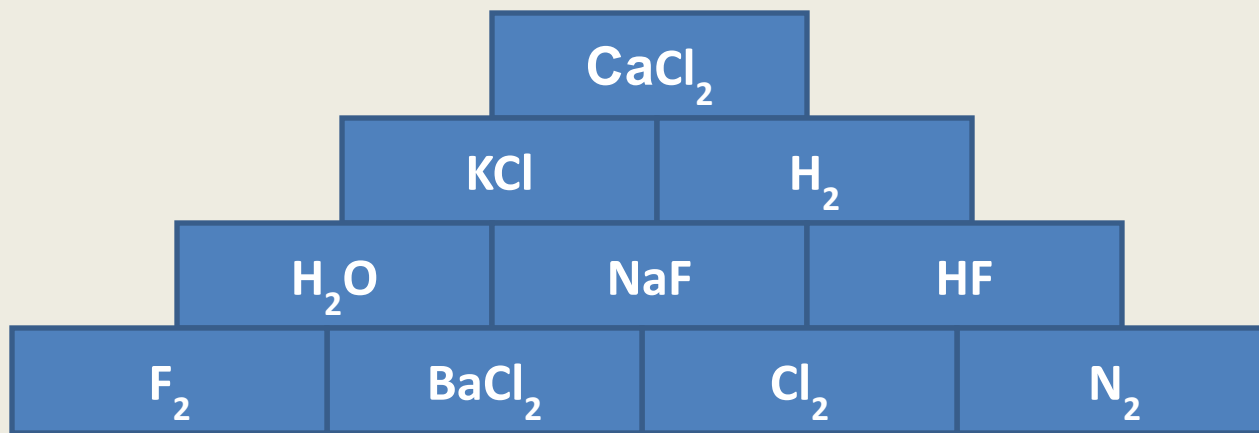 CaCl₂
KCl H₂
H₂O NaF HF
F₂ BaCl₂ Cl₂ N₂